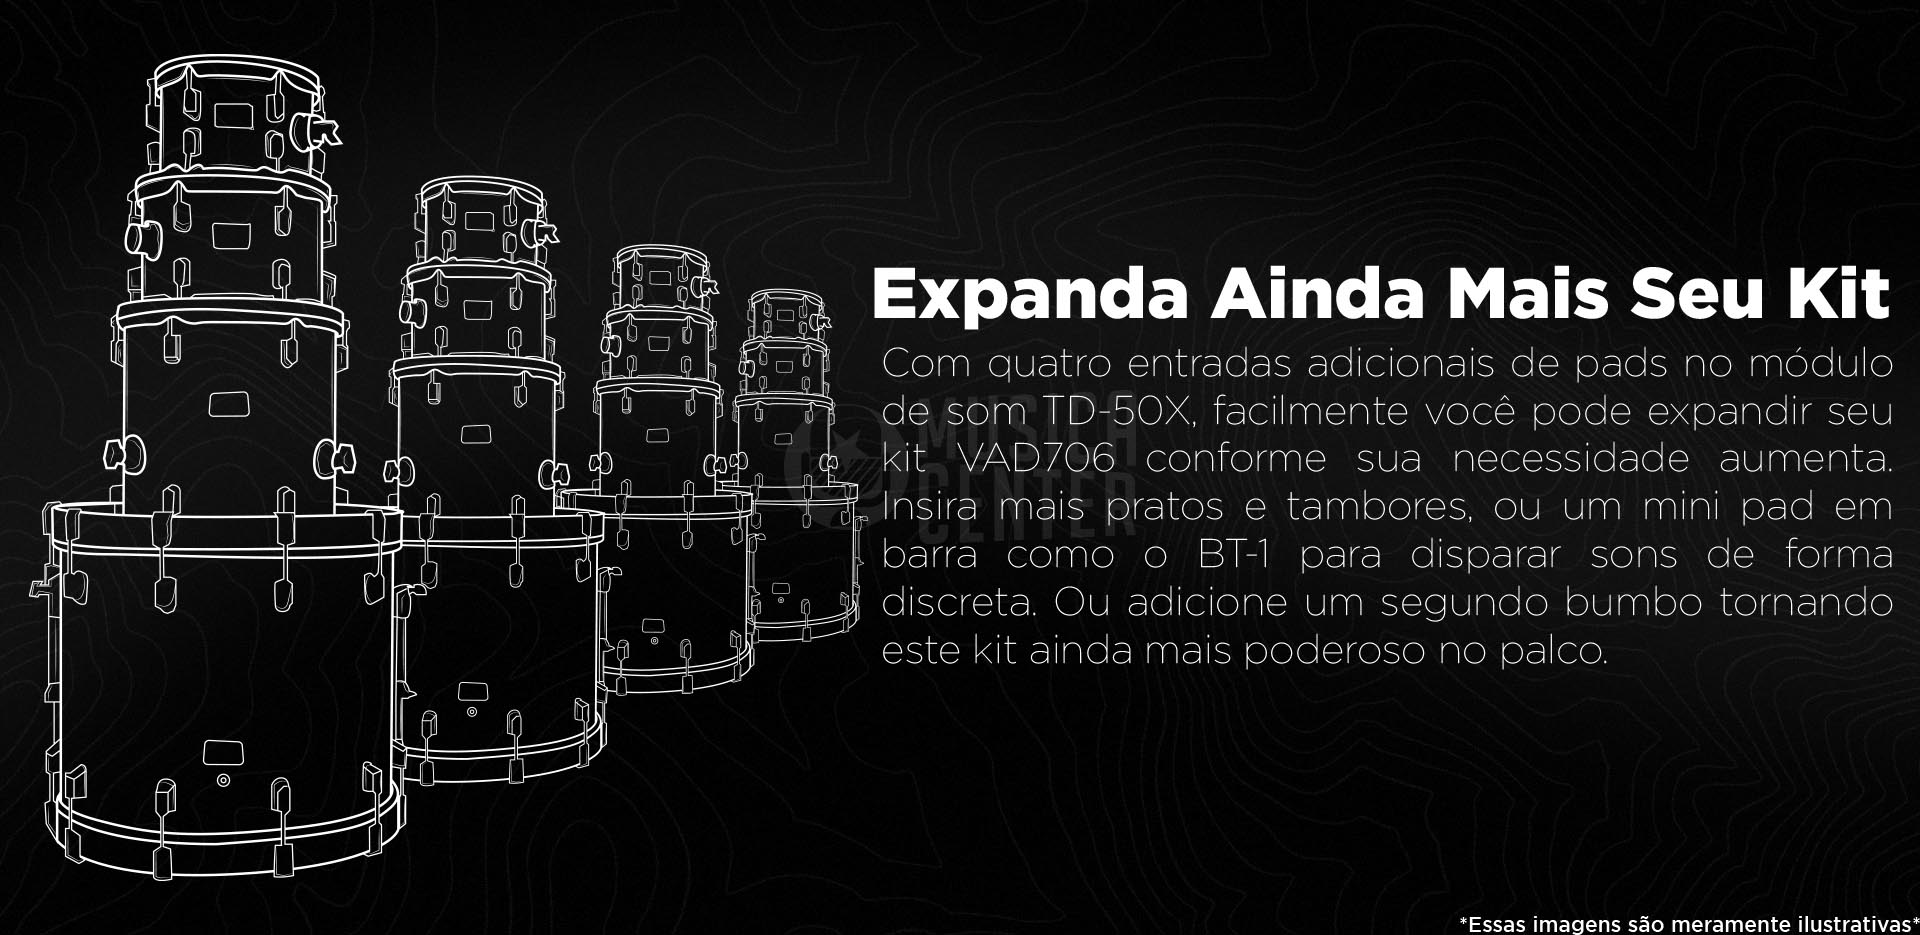 Expanda Ainda Mais Seu Kit
Com quatro entradas adicionais de pads no módulo
de som TD-50X, facilmente você pode expandir seu
kit VAD706 conforme sua necessidade aumenta.
Insira mais pratos e tambores, ou um mini pad em
barra como o BT-1 para disparar sons de forma
discreta. Ou adicione um segundo bumbo tornando
este kit ainda mais poderoso no palco.
MUSICA
CENTER
*Essas imagens são meramente ilustrativas*